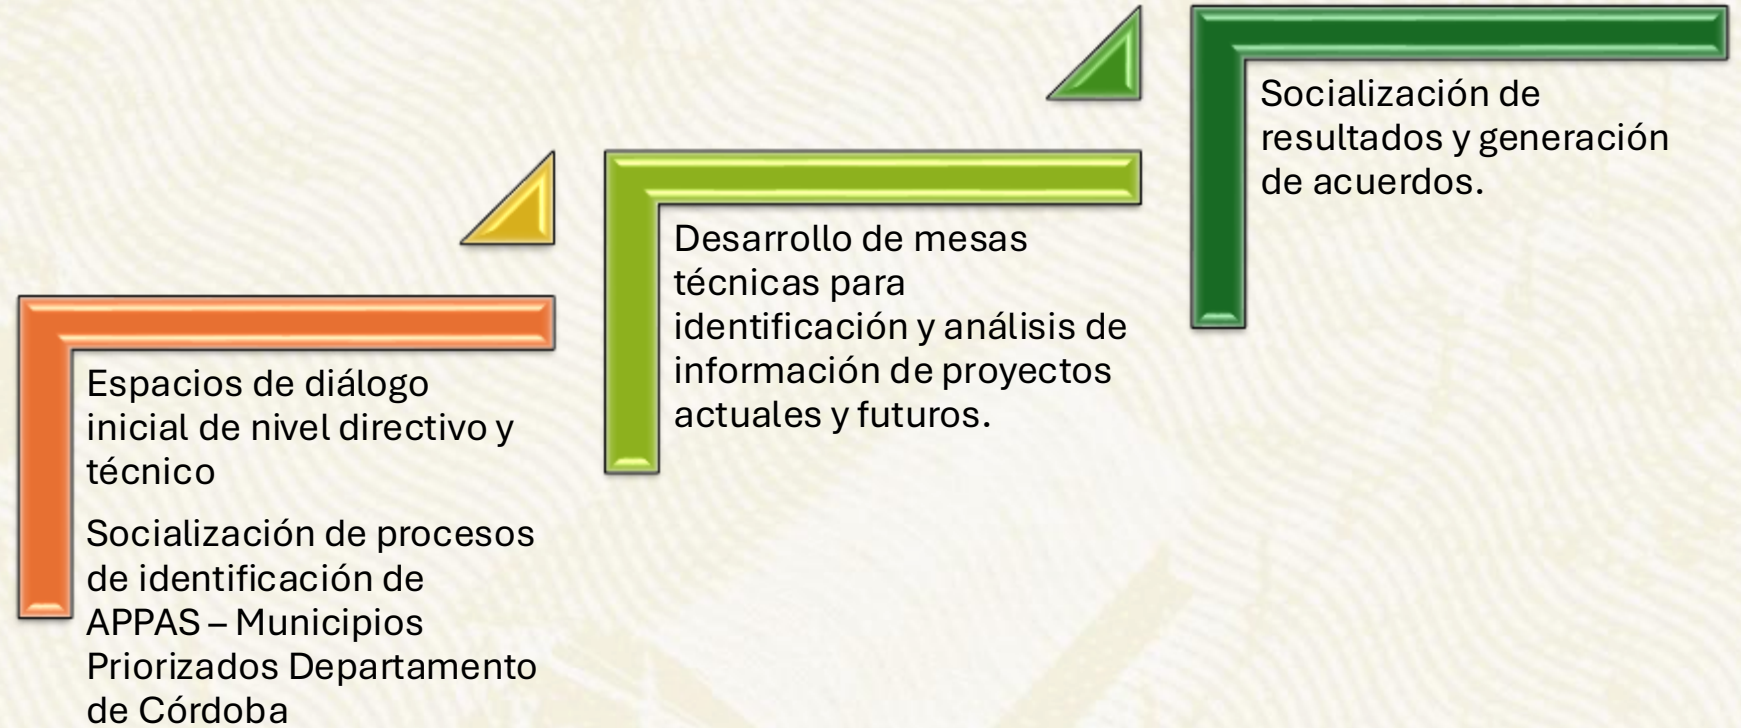 Espacios de diálogo
inicial de nivel directivo y
técnico
Socialización de procesos
de identificación de
APPAS – Municipios
Priorizados Departamento
de Córdoba
Desarrollo de mesas
técnicas para
identificación y análisis de
información de proyectos
actuales y futuros.
Socialización de
resultados y generación
de acuerdos.